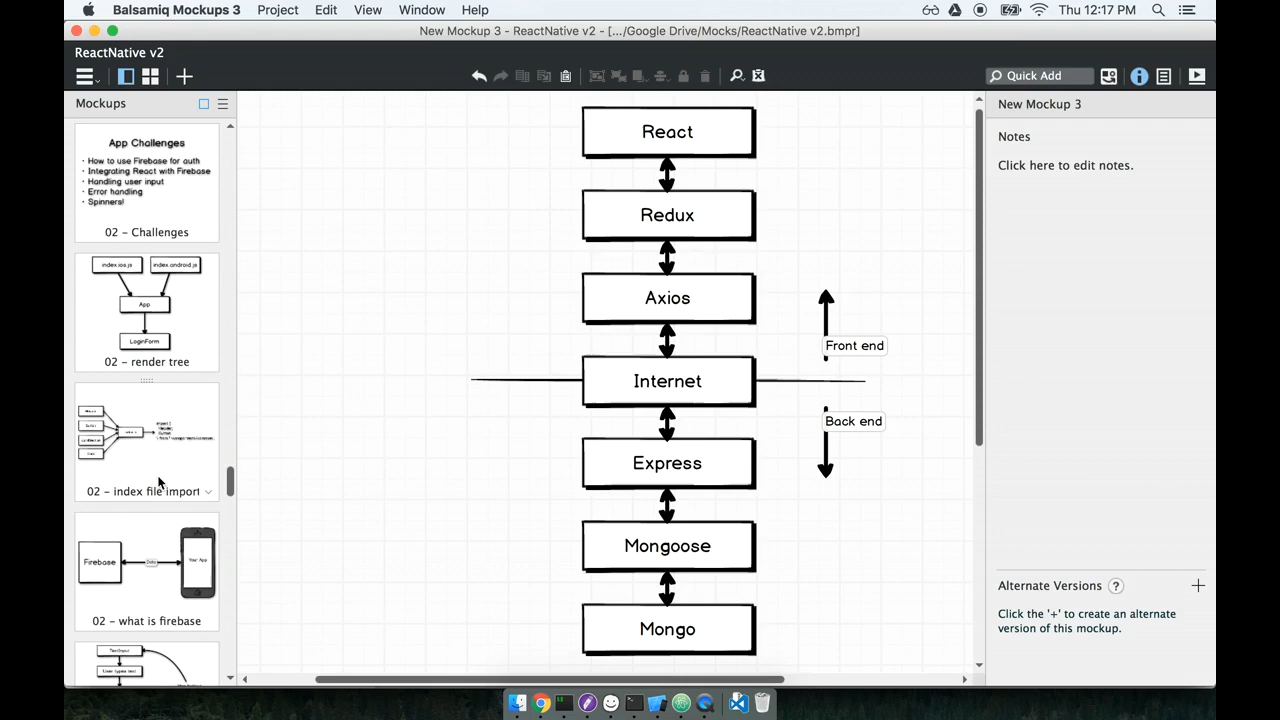 Balsamiq Mockups 3 Project Edit View Window Help Thu 12:17 PM
New Mockup 3 - ReactNative v2 - [.../Google Drive/Mocks/ReactNative v2.bmpr]
ReactNative v2
Quick Add
Mockups
App Challenges
· How to use Firebase for auth
· Integrating React with Firebase
· Handling user input
· Error handling
· Spinners!
02 - Challenges
index.ios.js index.android.js
App
LoginForm
02 - render tree
02 - index file import
Firebase Data Your App
02 - what is firebase
TextInput
User types text
React
Redux
Axios
Internet
Express
Mongoose
Mongo
Front end
Back end
New Mockup 3
Notes
Click here to edit notes.
Alternate Versions ?
Click the '+' to create an alternate
version of this mockup.